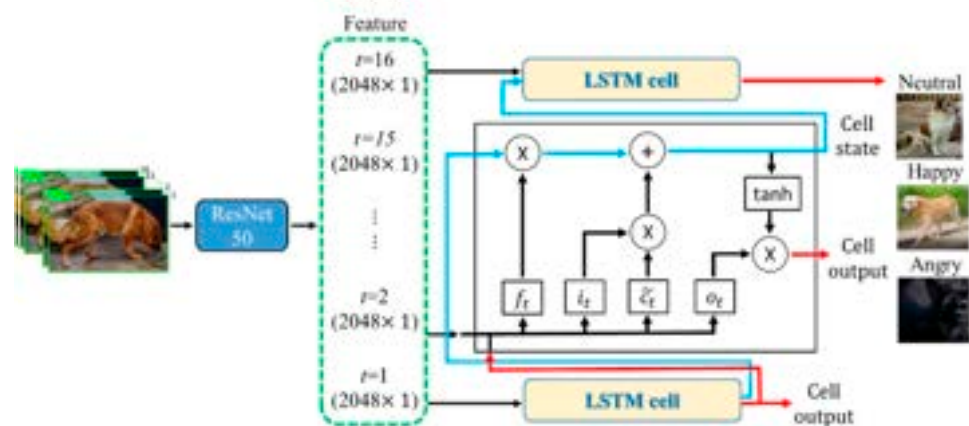 Feature
t=16
(2048× 1)
t=15
(2048× 1)
t=2
(2048× 1)
t=1
(2048× 1)
ResNet
50
LSTM cell
X
+
X
tanh
X
f_t
i_t
c̃_t
o_t
LSTM cell
Cell
state
Cell
output
Cell
output
Neutral
Happy
Angry